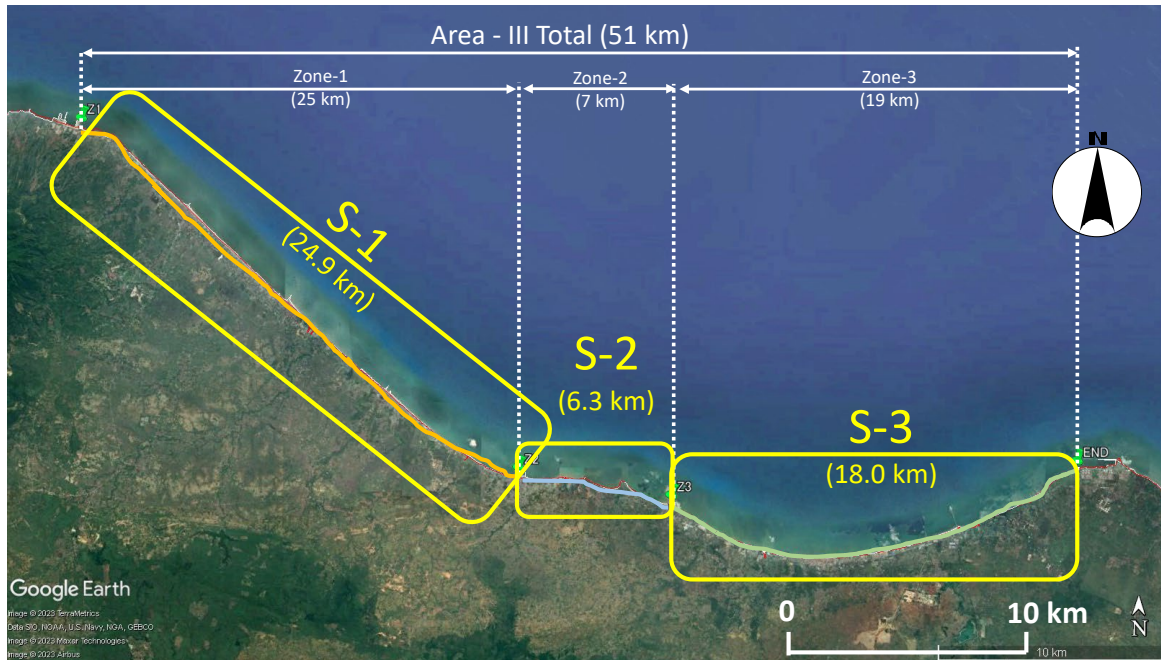 Area - III Total (51 km)
Zone-1
(25 km)
Zone-2
(7 km)
Zone-3
(19 km)
Z1
N
S-1
(24.9 km)
S-2
(6.3 km)
S-3
(18.0 km)
Z2
Z3
END
Google Earth
Image © 2023 TerraMetrics
Data SIO, NOAA, U.S. Navy, NGA, GEBCO
Image © 2023 Maxar Technologies
Image © 2023 Airbus
0
10 km
N
10 km